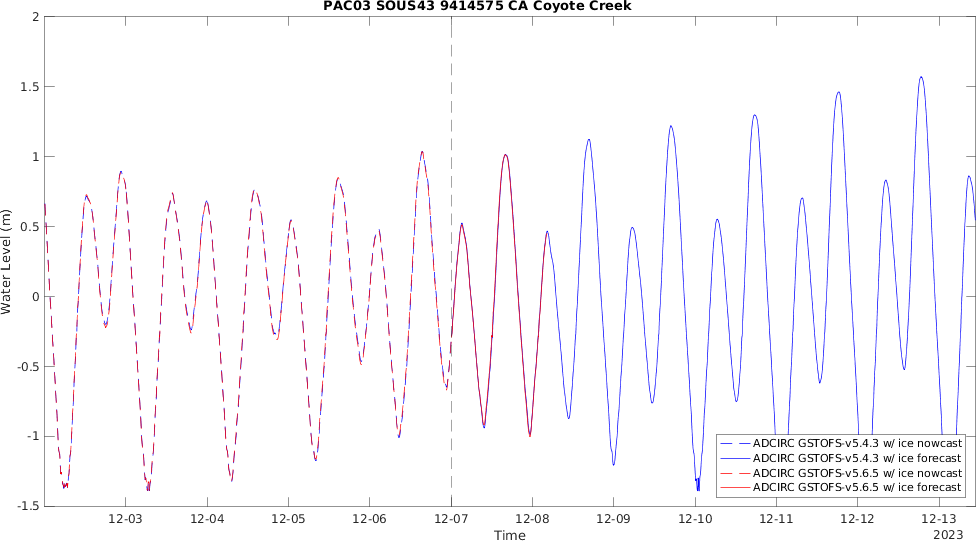 PAC03 SOUS43 9414575 CA Coyote Creek
2
1.5
1
0.5
0
-0.5
-1
-1.5
Water Level (m)
ADCIRC GSTOFS-v5.4.3 w/ ice nowcast
ADCIRC GSTOFS-v5.4.3 w/ ice forecast
ADCIRC GSTOFS-v5.6.5 w/ ice nowcast
ADCIRC GSTOFS-v5.6.5 w/ ice forecast
12-03 12-04 12-05 12-06 12-07 12-08 12-09 12-10 12-11 12-12 12-13
Time
2023